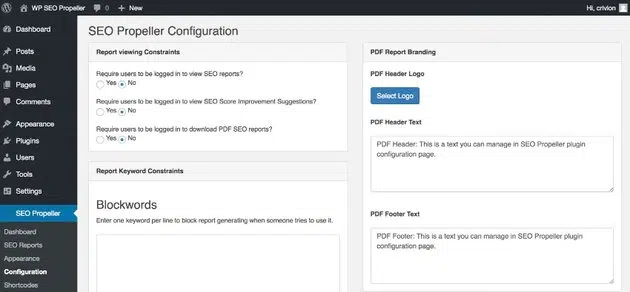 WP SEO Propeller
0
New
Hi, crivion
Dashboard
Posts
Media
Pages
Comments
Appearance
Plugins
Users
Tools
Settings
SEO Propeller
Dashboard
SEO Reports
Appearance
Configuration
Shortcodes
SEO Propeller Configuration
Report viewing Constraints
Require users to be logged in to view SEO reports?
Yes No
Require users to be logged in to view SEO Score Improvement Suggestions?
Yes No
Require users to be logged in to download PDF SEO reports?
Yes No
Report Keyword Constraints
Blockwords
Enter one keyword per line to block report generating when someone tries to use it.
PDF Report Branding
PDF Header Logo
Select Logo
PDF Header Text
PDF Header: This is a text you can manage in SEO Propeller plugin
configuration page.
PDF Footer Text
PDF Footer: This is a text you can manage in SEO Propeller plugin
configuration page.